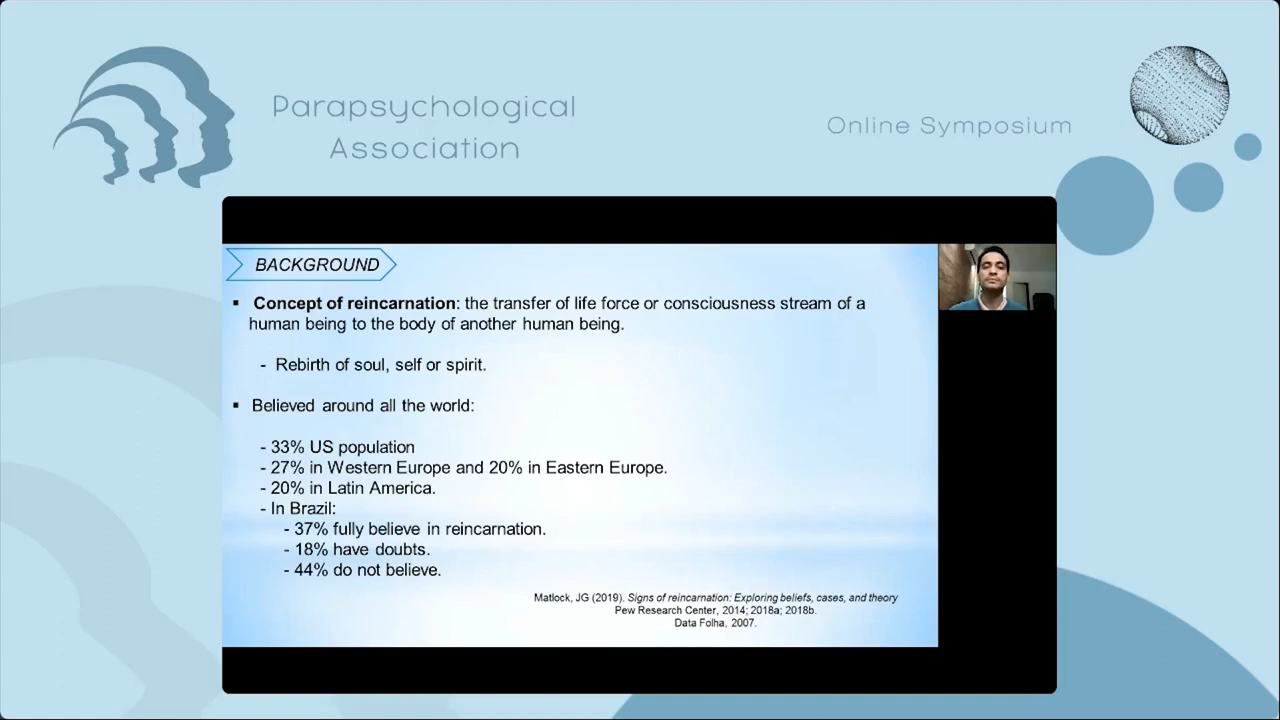 Parapsychological
Association
Online Symposium
BACKGROUND
▪ Concept of reincarnation: the transfer of life force or consciousness stream of a
human being to the body of another human being.
- Rebirth of soul, self or spirit.
▪ Believed around all the world:
- 33% US population
- 27% in Western Europe and 20% in Eastern Europe.
- 20% in Latin America.
- In Brazil:
- 37% fully believe in reincarnation.
- 18% have doubts.
- 44% do not believe.
Matlock, JG (2019). Signs of reincarnation: Exploring beliefs, cases, and theory
Pew Research Center, 2014; 2018a; 2018b.
Data Folha, 2007.